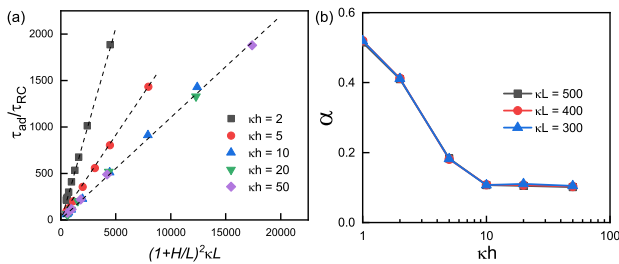 (a)
τad/τRC
2000
1500
1000
500
0
0
5000
10000
15000
20000
(1+H/L)²κL
κh = 2
κh = 5
κh = 10
κh = 20
κh = 50
(b)
α
0.6
0.4
0.2
0.0
1
10
100
κh
κL = 500
κL = 400
κL = 300